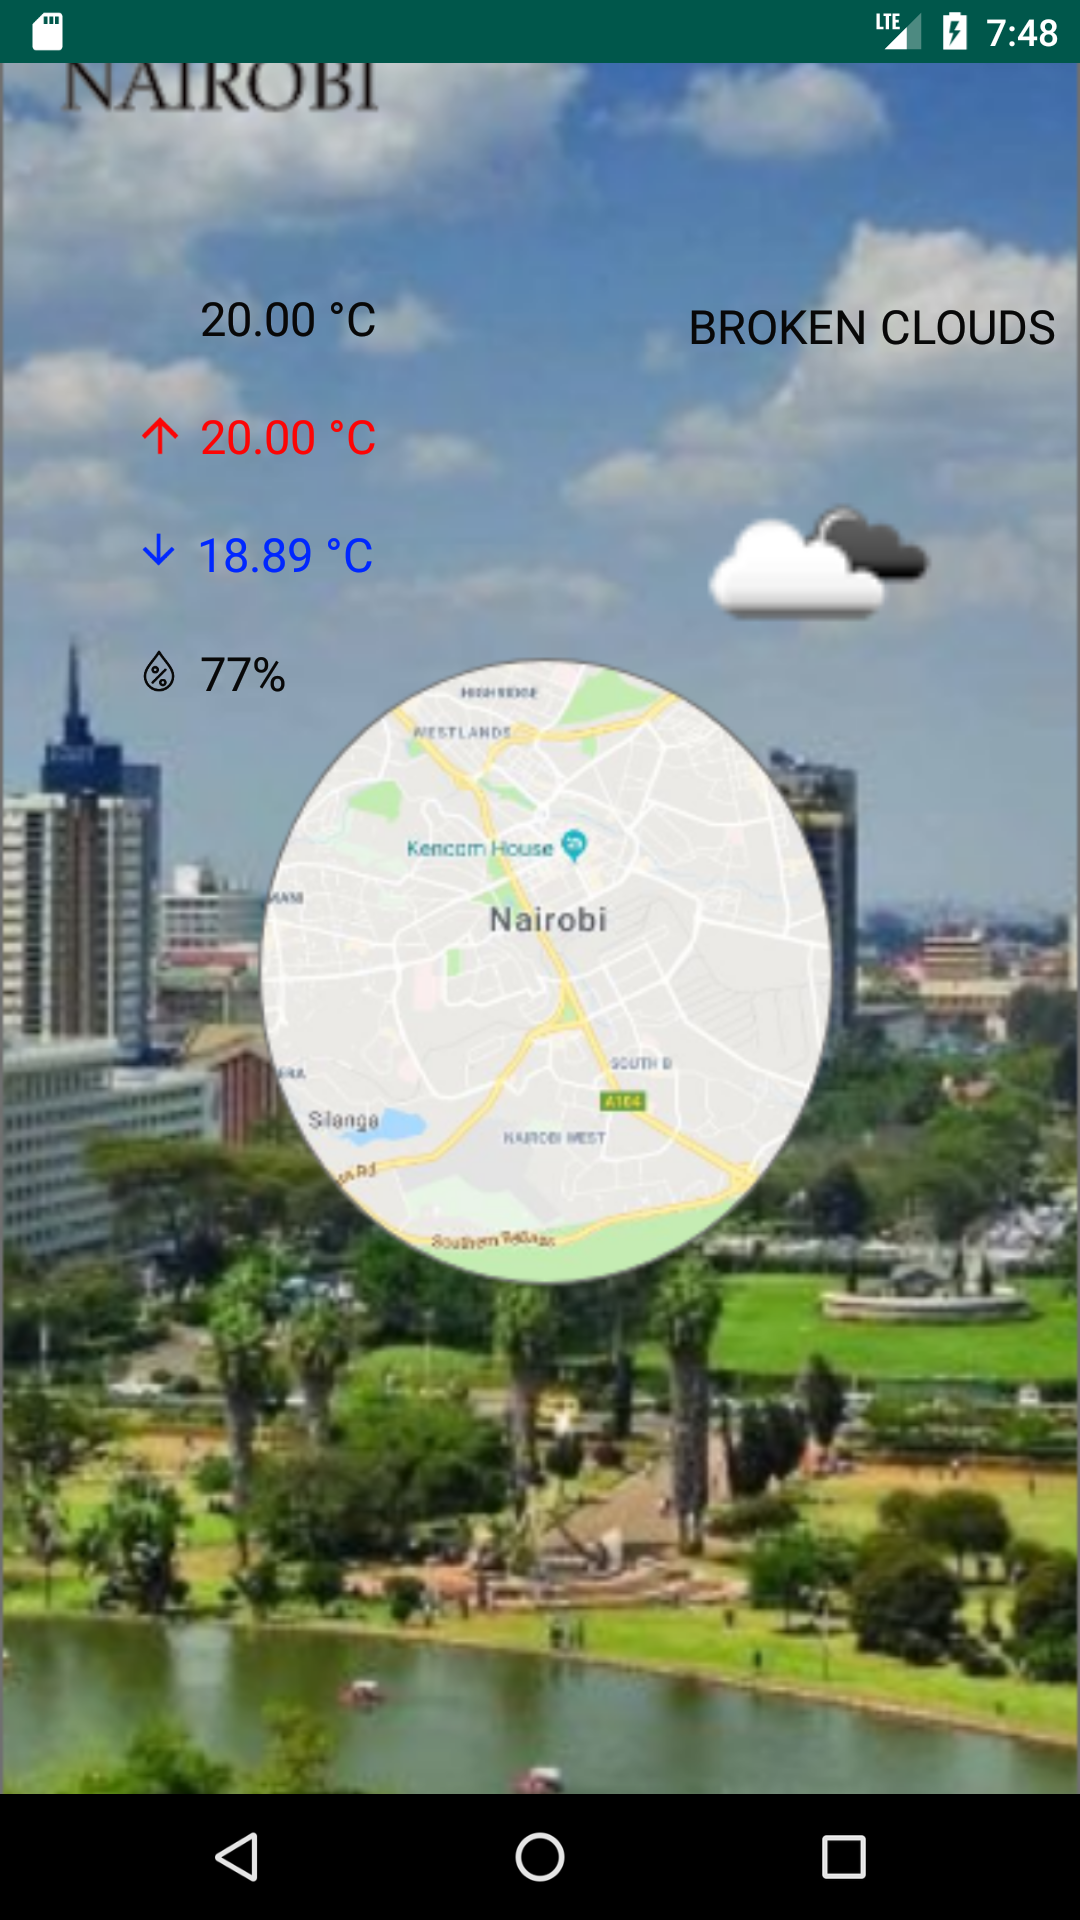 LTE 7:48
NAIROBI
20.00 °C
BROKEN CLOUDS
20.00 °C
18.89 °C
77%
HIGHRIDGE
WESTLANDS
Kencom House
Nairobi
SOUTH B
A104
Silanga
NAIROBI WEST
Rd
Southern